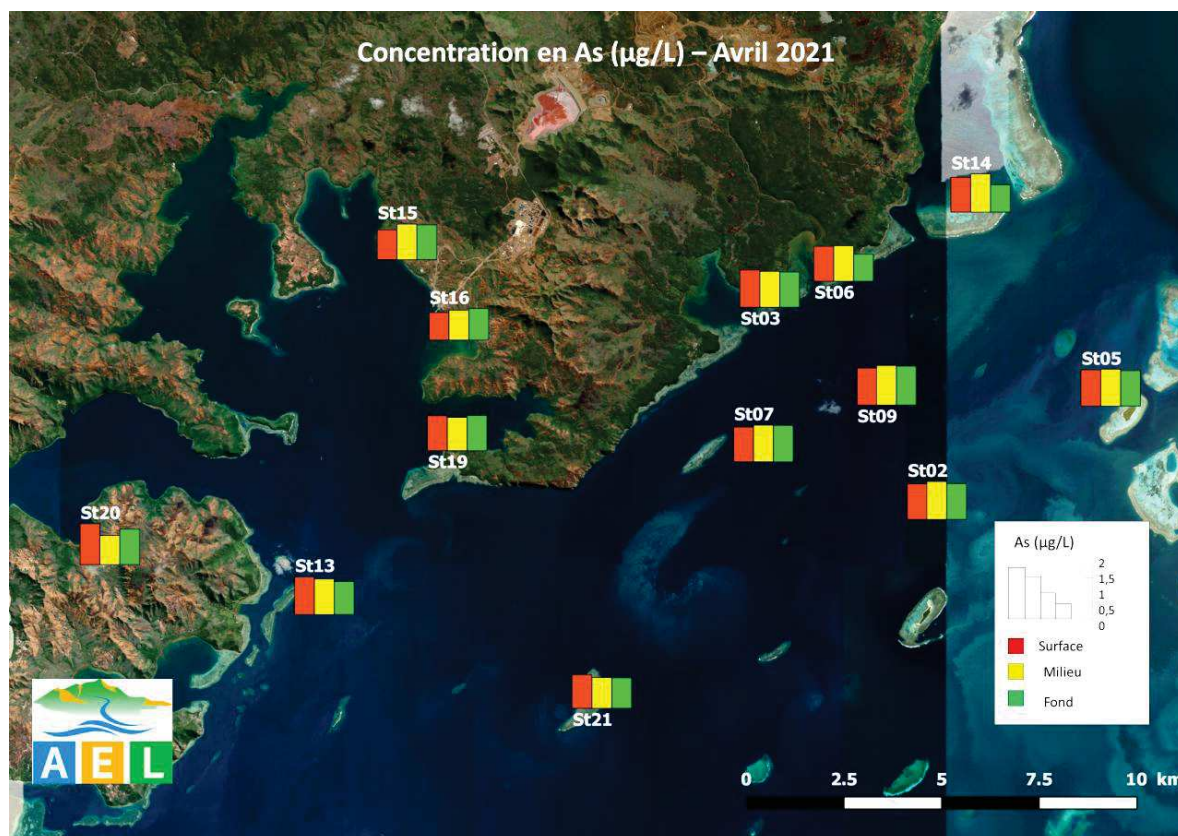 Concentration en As (µg/L) – Avril 2021
St14
St15
St06
St16
St03
St05
St09
St07
St19
St02
St20
St13
As (µg/L)
2
1,5
1
0,5
0
Surface
Milieu
Fond
St21
AEL
0 2.5 5 7.5 10 km